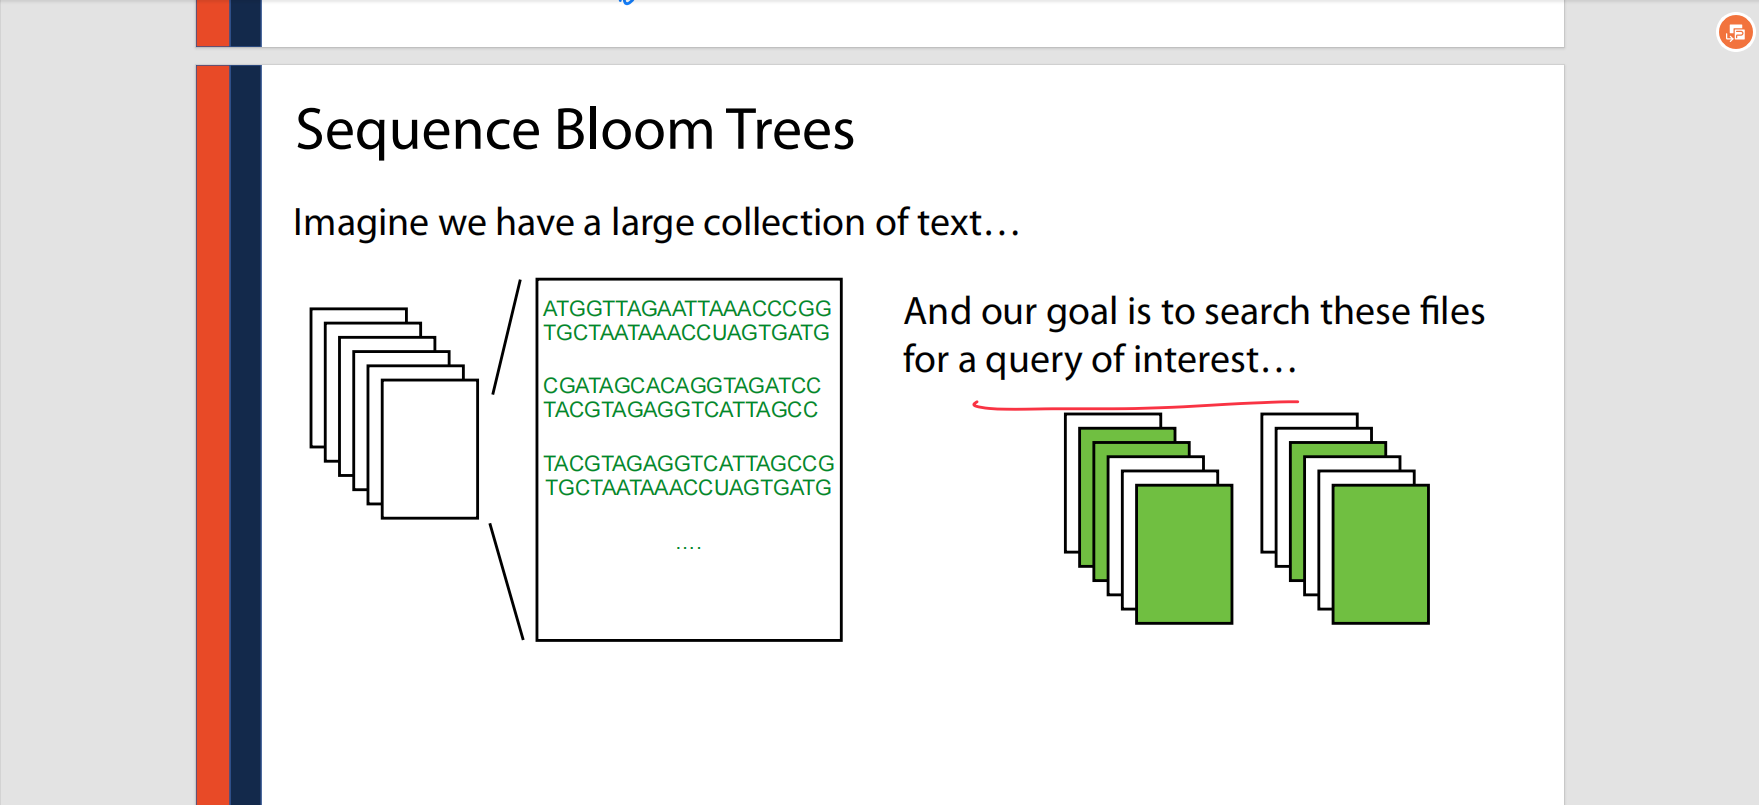 Sequence Bloom Trees
Imagine we have a large collection of text…
ATGGTTAGAATTAAACCCGG
TGCTAATAAACCUAGTGATG
CGATAGCACAGGTAGATCC
TACGTAGAGGTCATTAGCC
TACGTAGAGGTCATTAGCCG
TGCTAATAAACCUAGTGATG
....
And our goal is to search these files
for a query of interest…